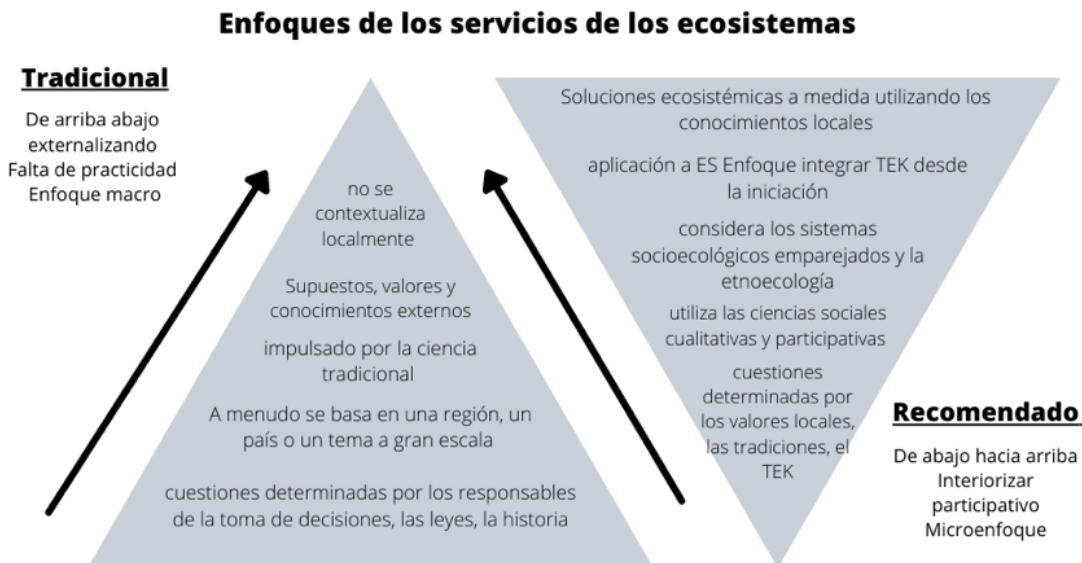 Enfoques de los servicios de los ecosistemas
Tradicional
De arriba abajo
externalizando
Falta de practicidad
Enfoque macro
no se
contextualiza
localmente
Supuestos, valores y
conocimientos externos
impulsado por la ciencia
tradicional
A menudo se basa en una región, un
país o un tema a gran escala
cuestiones determinadas por los responsables
de la toma de decisiones, las leyes, la historia
Soluciones ecosistémicas a medida utilizando los
conocimientos locales
aplicación a ES Enfoque integrar TEK desde
la iniciación
considera los sistemas
socioecológicos emparejados y la
etnoecología
utiliza las ciencias sociales
cualitativas y participativas
cuestiones
determinadas por
los valores locales,
las tradiciones, el
TEK
Recomendado
De abajo hacia arriba
Interiorizar
participativo
Microenfoque